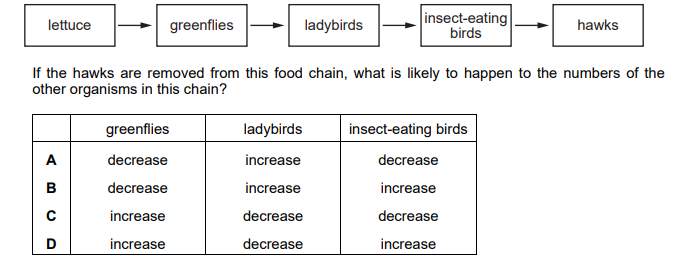 lettuce greenflies ladybirds insect-eating birds hawks
If the hawks are removed from this food chain, what is likely to happen to the numbers of the
other organisms in this chain?
greenflies ladybirds insect-eating birds
A decrease increase decrease
B decrease increase increase
C increase decrease decrease
D increase decrease increase